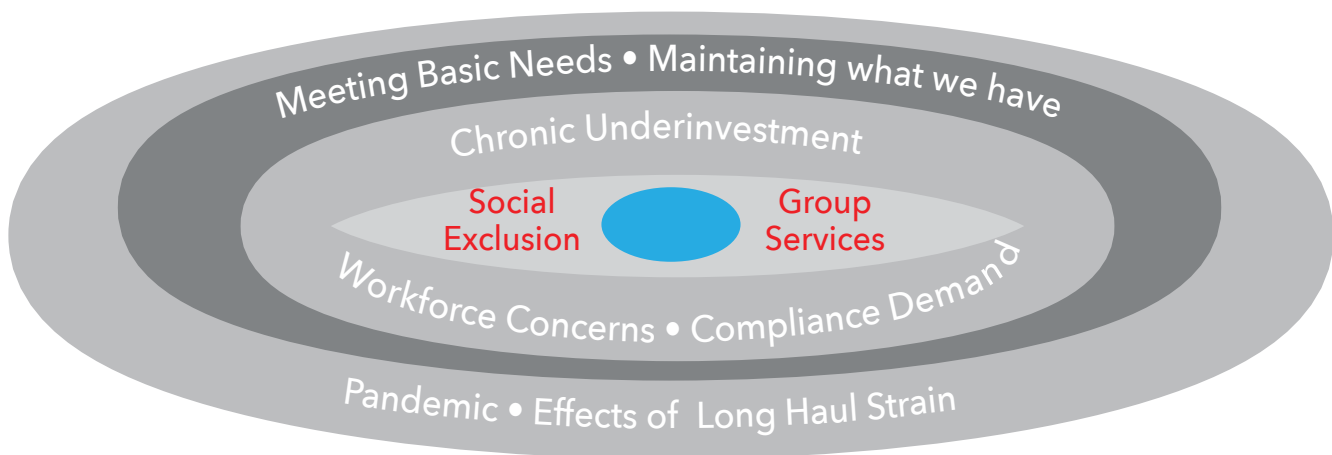 Meeting Basic Needs • Maintaining what we have
Chronic Underinvestment
Social
Exclusion
Group
Services
Workforce Concerns • Compliance Demand
Pandemic • Effects of Long Haul Strain